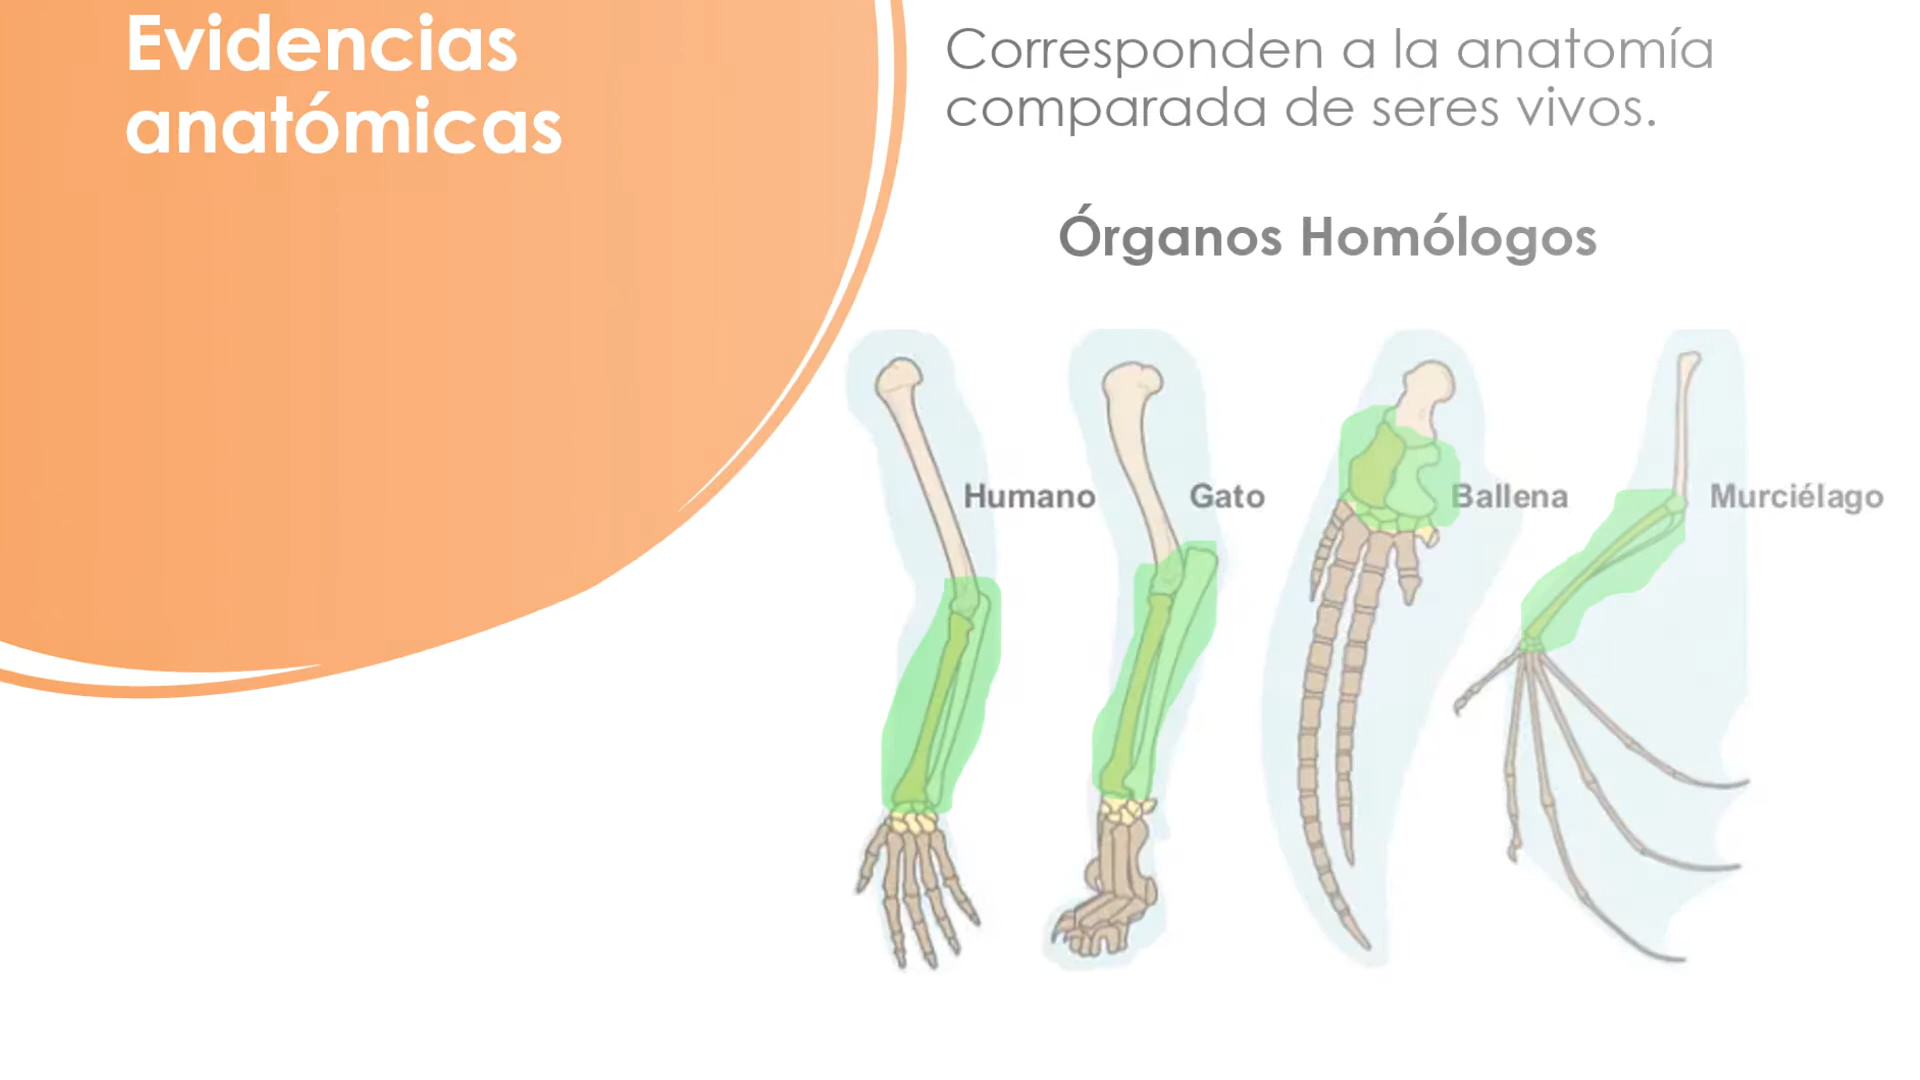 Evidencias
anatómicas
Corresponden a la anatomía
comparada de seres vivos.
Órganos Homólogos
Humano
Gato
Ballena
Murciélago